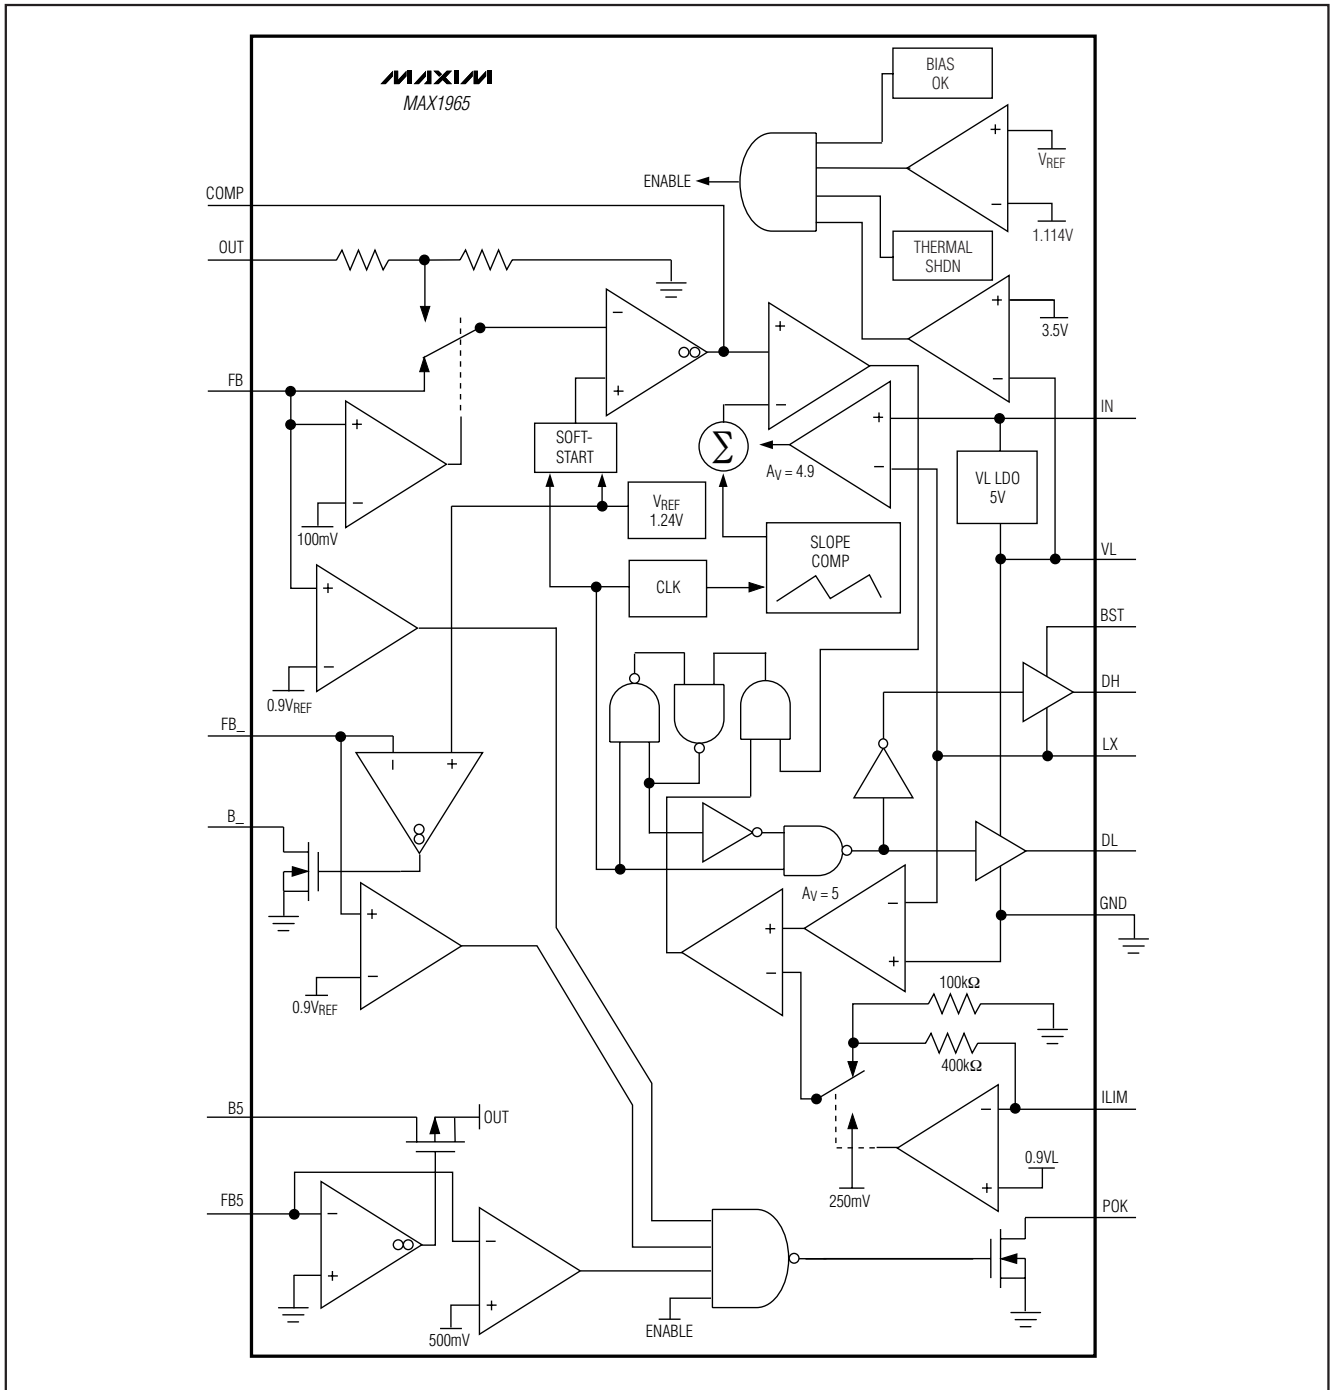 MAXIM
MAX1965
BIAS
OK
+
VREF
−
1.114V
ENABLE
COMP
OUT
THERMAL
SHDN
+
3.5V
−
−
+
+
−
FB
+
−
100mV
SOFT-
START
Σ
AV = 4.9
+
−
IN
VL LDO
5V
VREF
1.24V
SLOPE
COMP
CLK
VL
BST
DH
LX
+
−
0.9VREF
FB_
−
+
B_
DL
AV = 5
−
+
GND
+
−
+
−
0.9VREF
100kΩ
400kΩ
ILIM
−
+
0.9VL
250mV
B5
OUT
FB5
−
+
−
+
500mV
ENABLE
POK